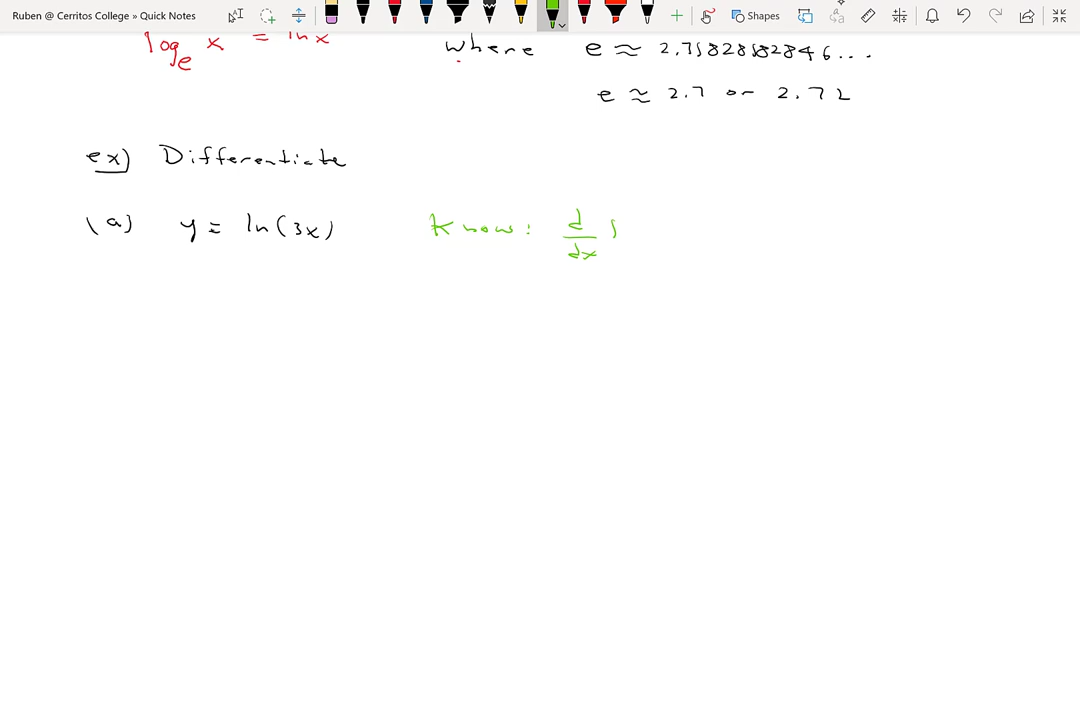 Ruben @ Cerritos College » Quick Notes
Shapes
log_e x = ln x where e ≈ 2.71828182846...
e ≈ 2.7 or 2.72
ex) Differentiate
(a) y = ln(3x) Know: d/dx